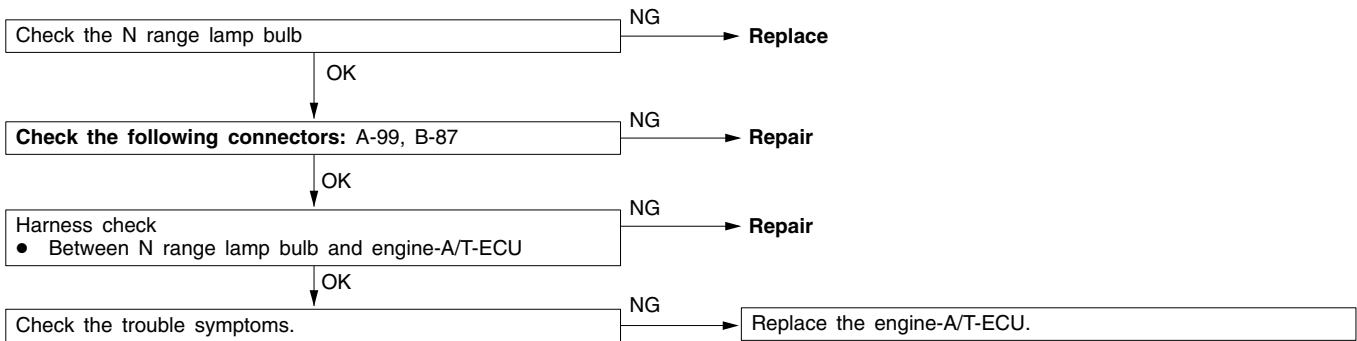 Check the N range lamp bulb
NG
Replace
OK
Check the following connectors: A-99, B-87
NG
Repair
OK
Harness check
● Between N range lamp bulb and engine-A/T-ECU
NG
Repair
OK
Check the trouble symptoms.
NG
Replace the engine-A/T-ECU.